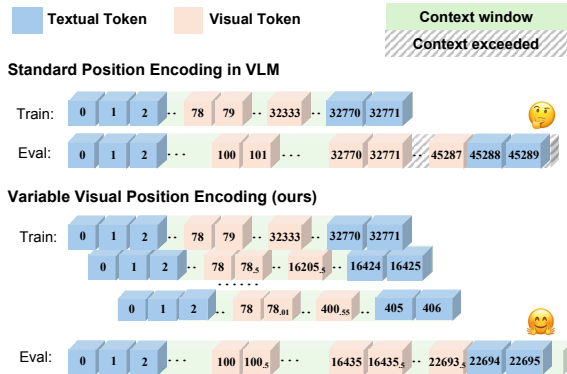 Textual Token Visual Token Context window
Context exceeded
Standard Position Encoding in VLM
Train: 0 1 2 .. 78 79 .. 32333 .. 32770 32771
Eval: 0 1 2 ... 100 101 ... 32770 32771 .. 45287 45288 45289
Variable Visual Position Encoding (ours)
Train: 0 1 2 .. 78 79 .. 32333 .. 32770 32771
0 1 2 .. 78 78.5 .. 16205.5 .. 16424 16425
......
0 1 2 .. 78 78.01 .. 400.55 .. 405 406
Eval: 0 1 2 ... 100 100.5 ... 16435 16435.5 .. 22693.5 22694 22695